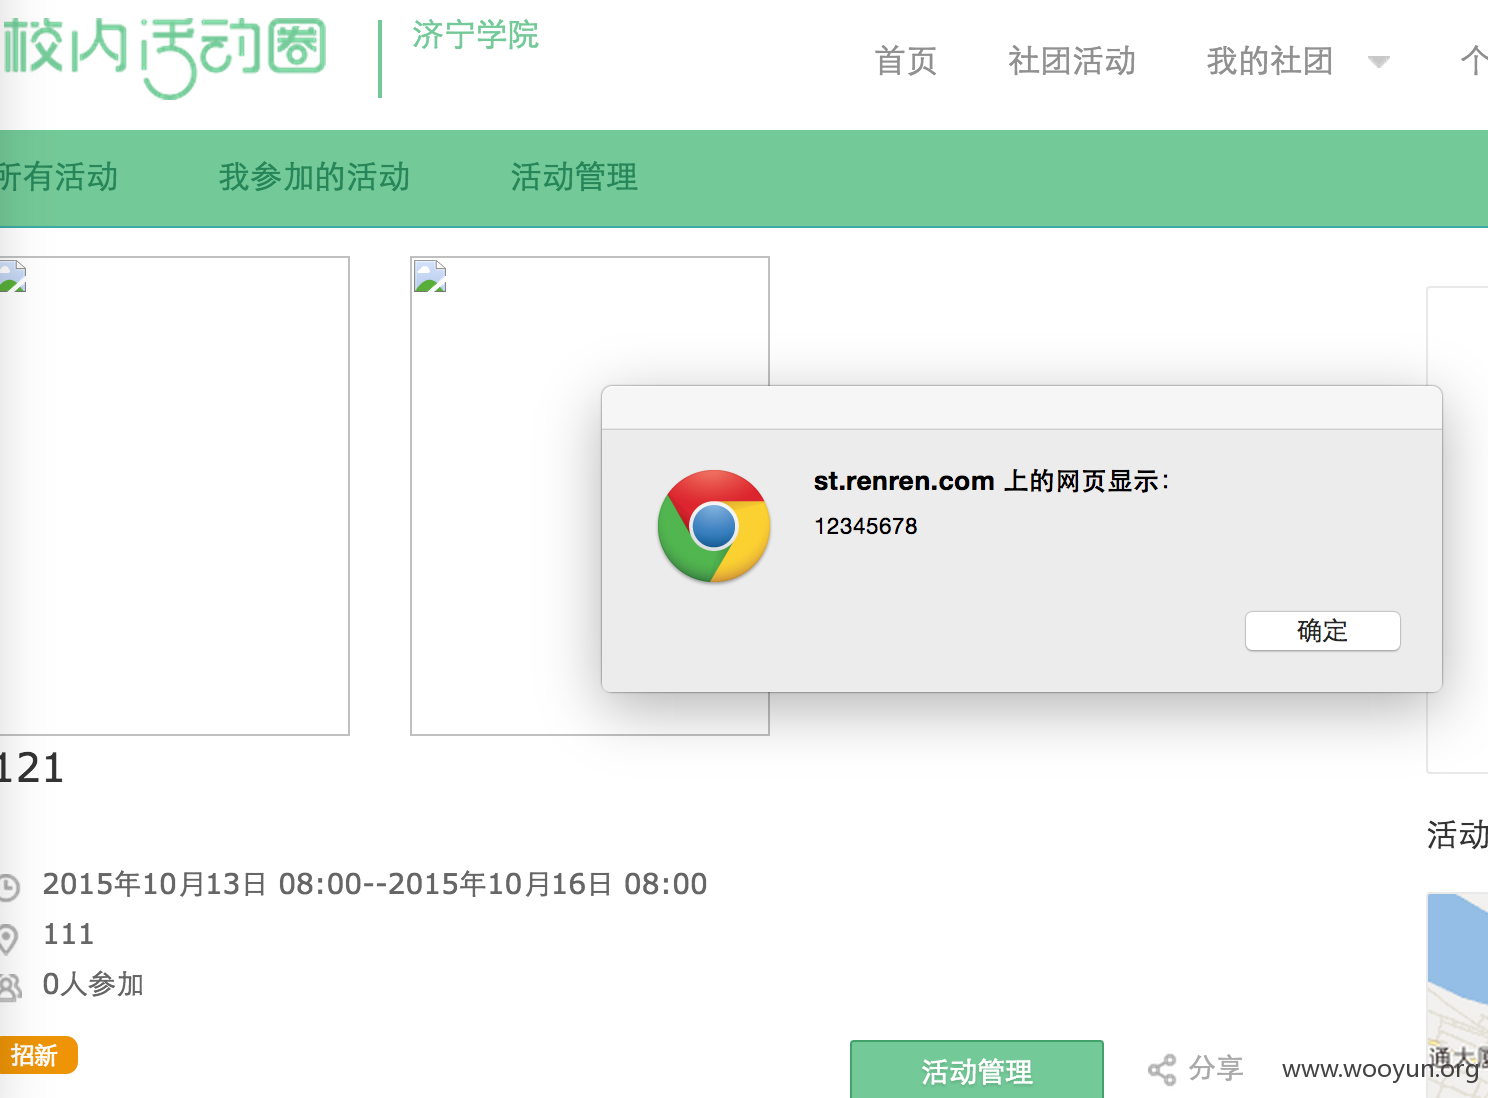 校内活动圈
济宁学院
首页
社团活动
我的社团
个
所有活动
我参加的活动
活动管理
st.renren.com 上的网页显示：
12345678
确定
121
活动
2015年10月13日 08:00--2015年10月16日 08:00
111
0人参加
招新
活动管理
分享
通大厦
www.wooyun.org